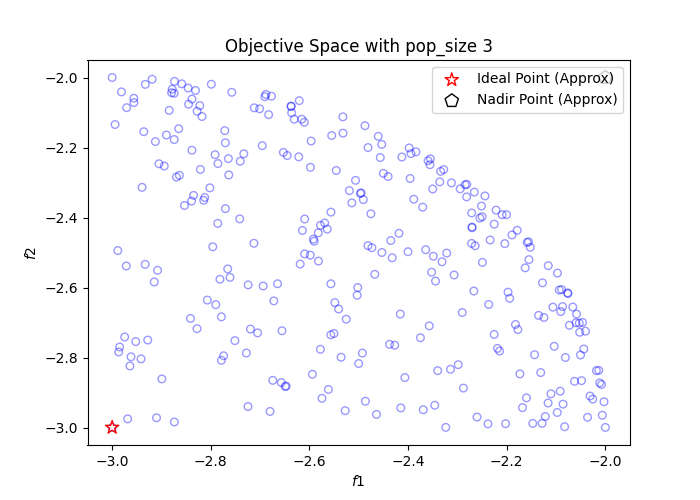 Objective Space with pop_size 3
Ideal Point (Approx)
Nadir Point (Approx)
f2
−2.0
−2.2
−2.4
−2.6
−2.8
−3.0
−3.0 −2.8 −2.6 −2.4 −2.2 −2.0
f1